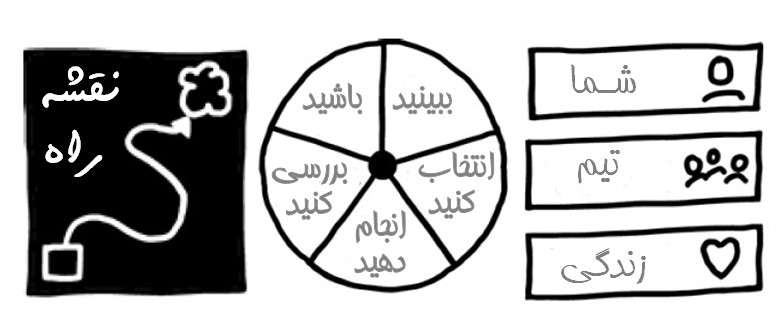 نقشه
راه
ببینید
انتخاب
کنید
انجام
دهید
بررسی
کنید
باشید
شما
تیم
زندگی